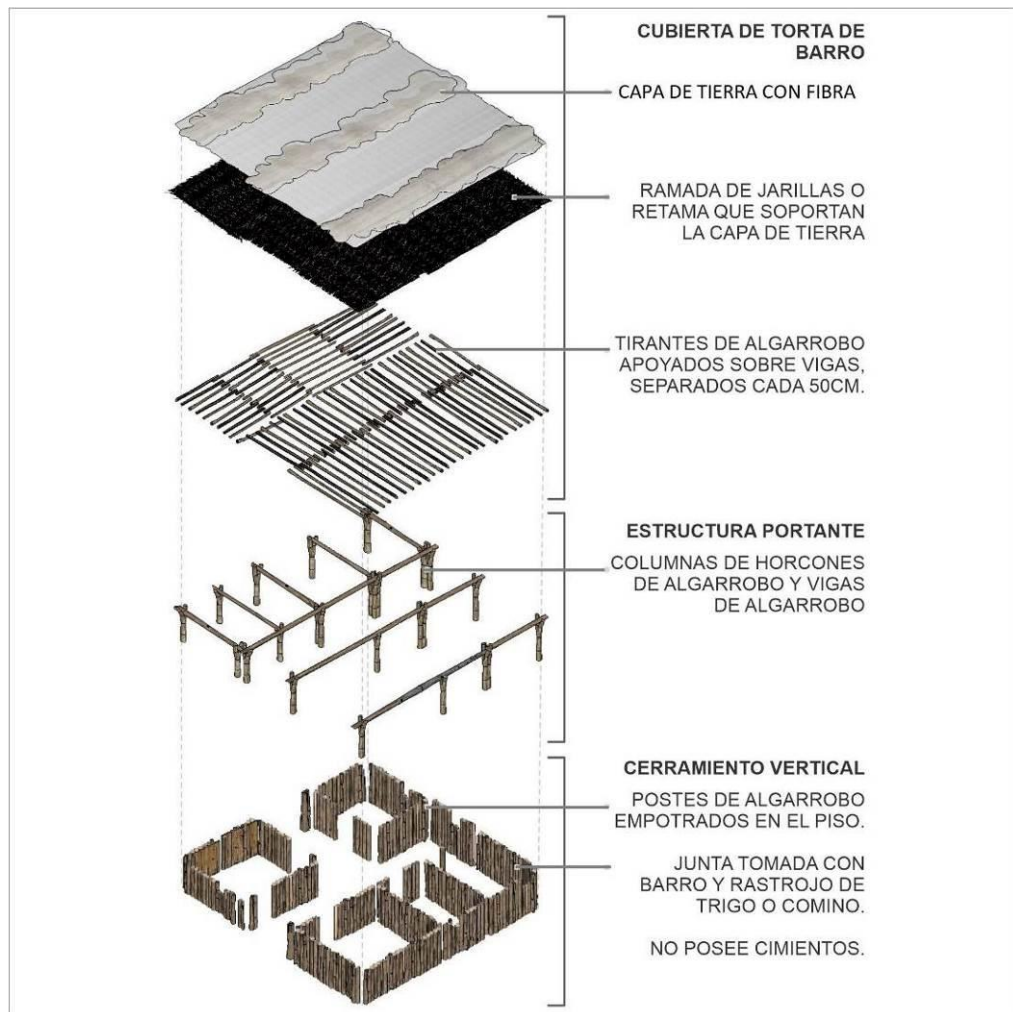 CUBIERTA DE TORTA DE
BARRO
CAPA DE TIERRA CON FIBRA
RAMADA DE JARILLAS O
RETAMA QUE SOPORTAN
LA CAPA DE TIERRA
TIRANTES DE ALGARROBO
APOYADOS SOBRE VIGAS,
SEPARADOS CADA 50CM.
ESTRUCTURA PORTANTE
COLUMNAS DE HORCONES
DE ALGARROBO Y VIGAS
DE ALGARROBO
CERRAMIENTO VERTICAL
POSTES DE ALGARROBO
EMPOTRADOS EN EL PISO.
JUNTA TOMADA CON
BARRO Y RASTROJO DE
TRIGO O COMINO.
NO POSEE CIMIENTOS.